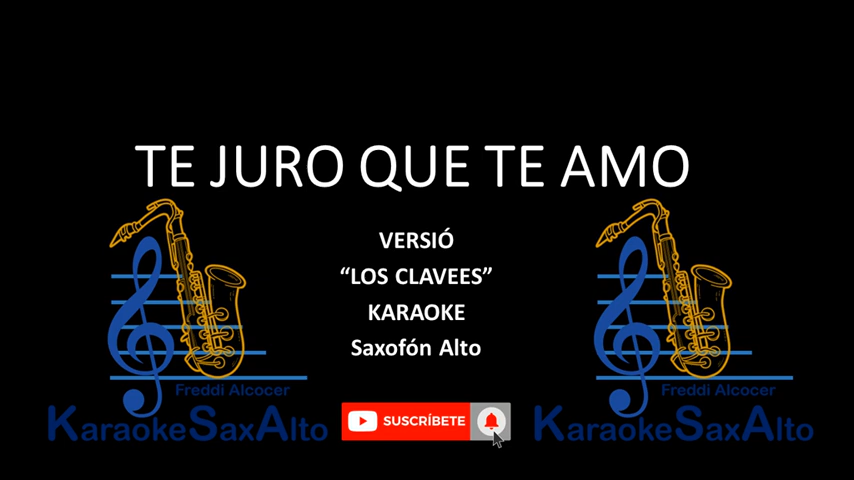 TE JURO QUE TE AMO
VERSIÓ
“LOS CLAVEES”
KARAOKE
Saxofón Alto
Freddi Alcocer
KaraokeSaxAlto
Freddi Alcocer
KaraokeSaxAlto
SUSCRÍBETE